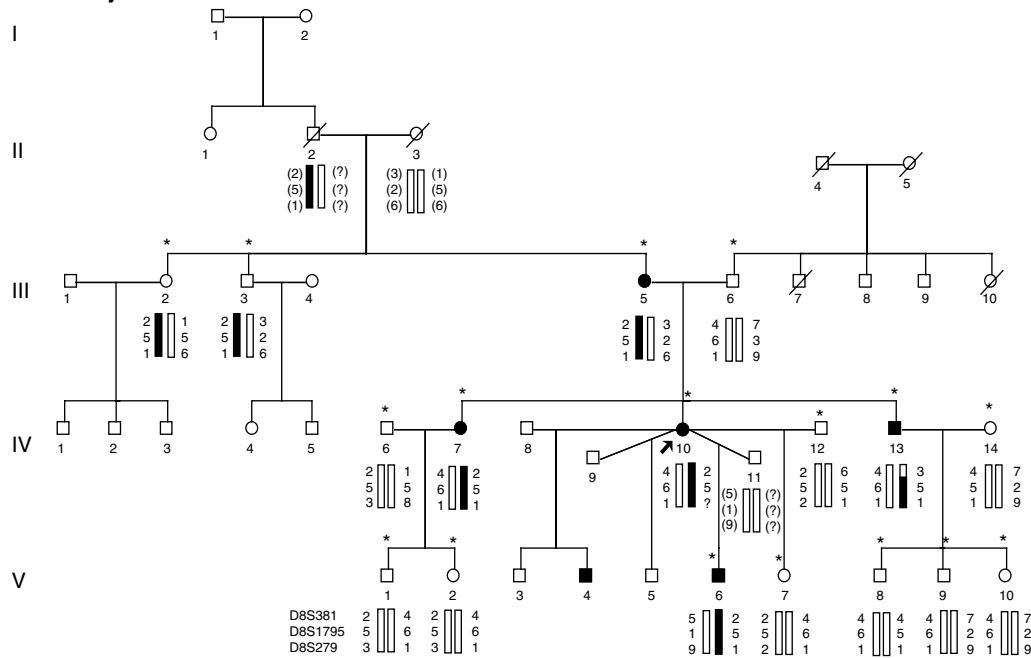 I
1 2
II
1 2 3 4 5
(2) (?) (3) (1)
(5) (?) (2) (5)
(1) (?) (6) (6)
* * * *
III
1 2 3 4 5 6 7 8 9 10
2 1 2 3 2 3 4 7
5 5 5 2 5 2 6 3
1 6 1 6 1 6 1 9
* * * * * * *
IV
1 2 3 4 5 6 7 8 9 10 11 12 13 14
2 1 4 2 4 2 (5) (?) 2 6 4 3 4 7
5 5 6 5 6 5 (1) (?) 5 5 6 5 5 2
3 8 1 1 1 ? (9) (?) 2 1 1 1 1 9
* * * * * * *
V
1 2 3 4 5 6 7 8 9 10
D8S381 2 4 2 4 5 2 2 4 4 4 4 7 4 7
D8S1795 5 6 5 6 1 5 5 6 6 5 6 2 6 2
D8S279 3 1 3 1 9 1 2 1 1 1 1 9 1 9